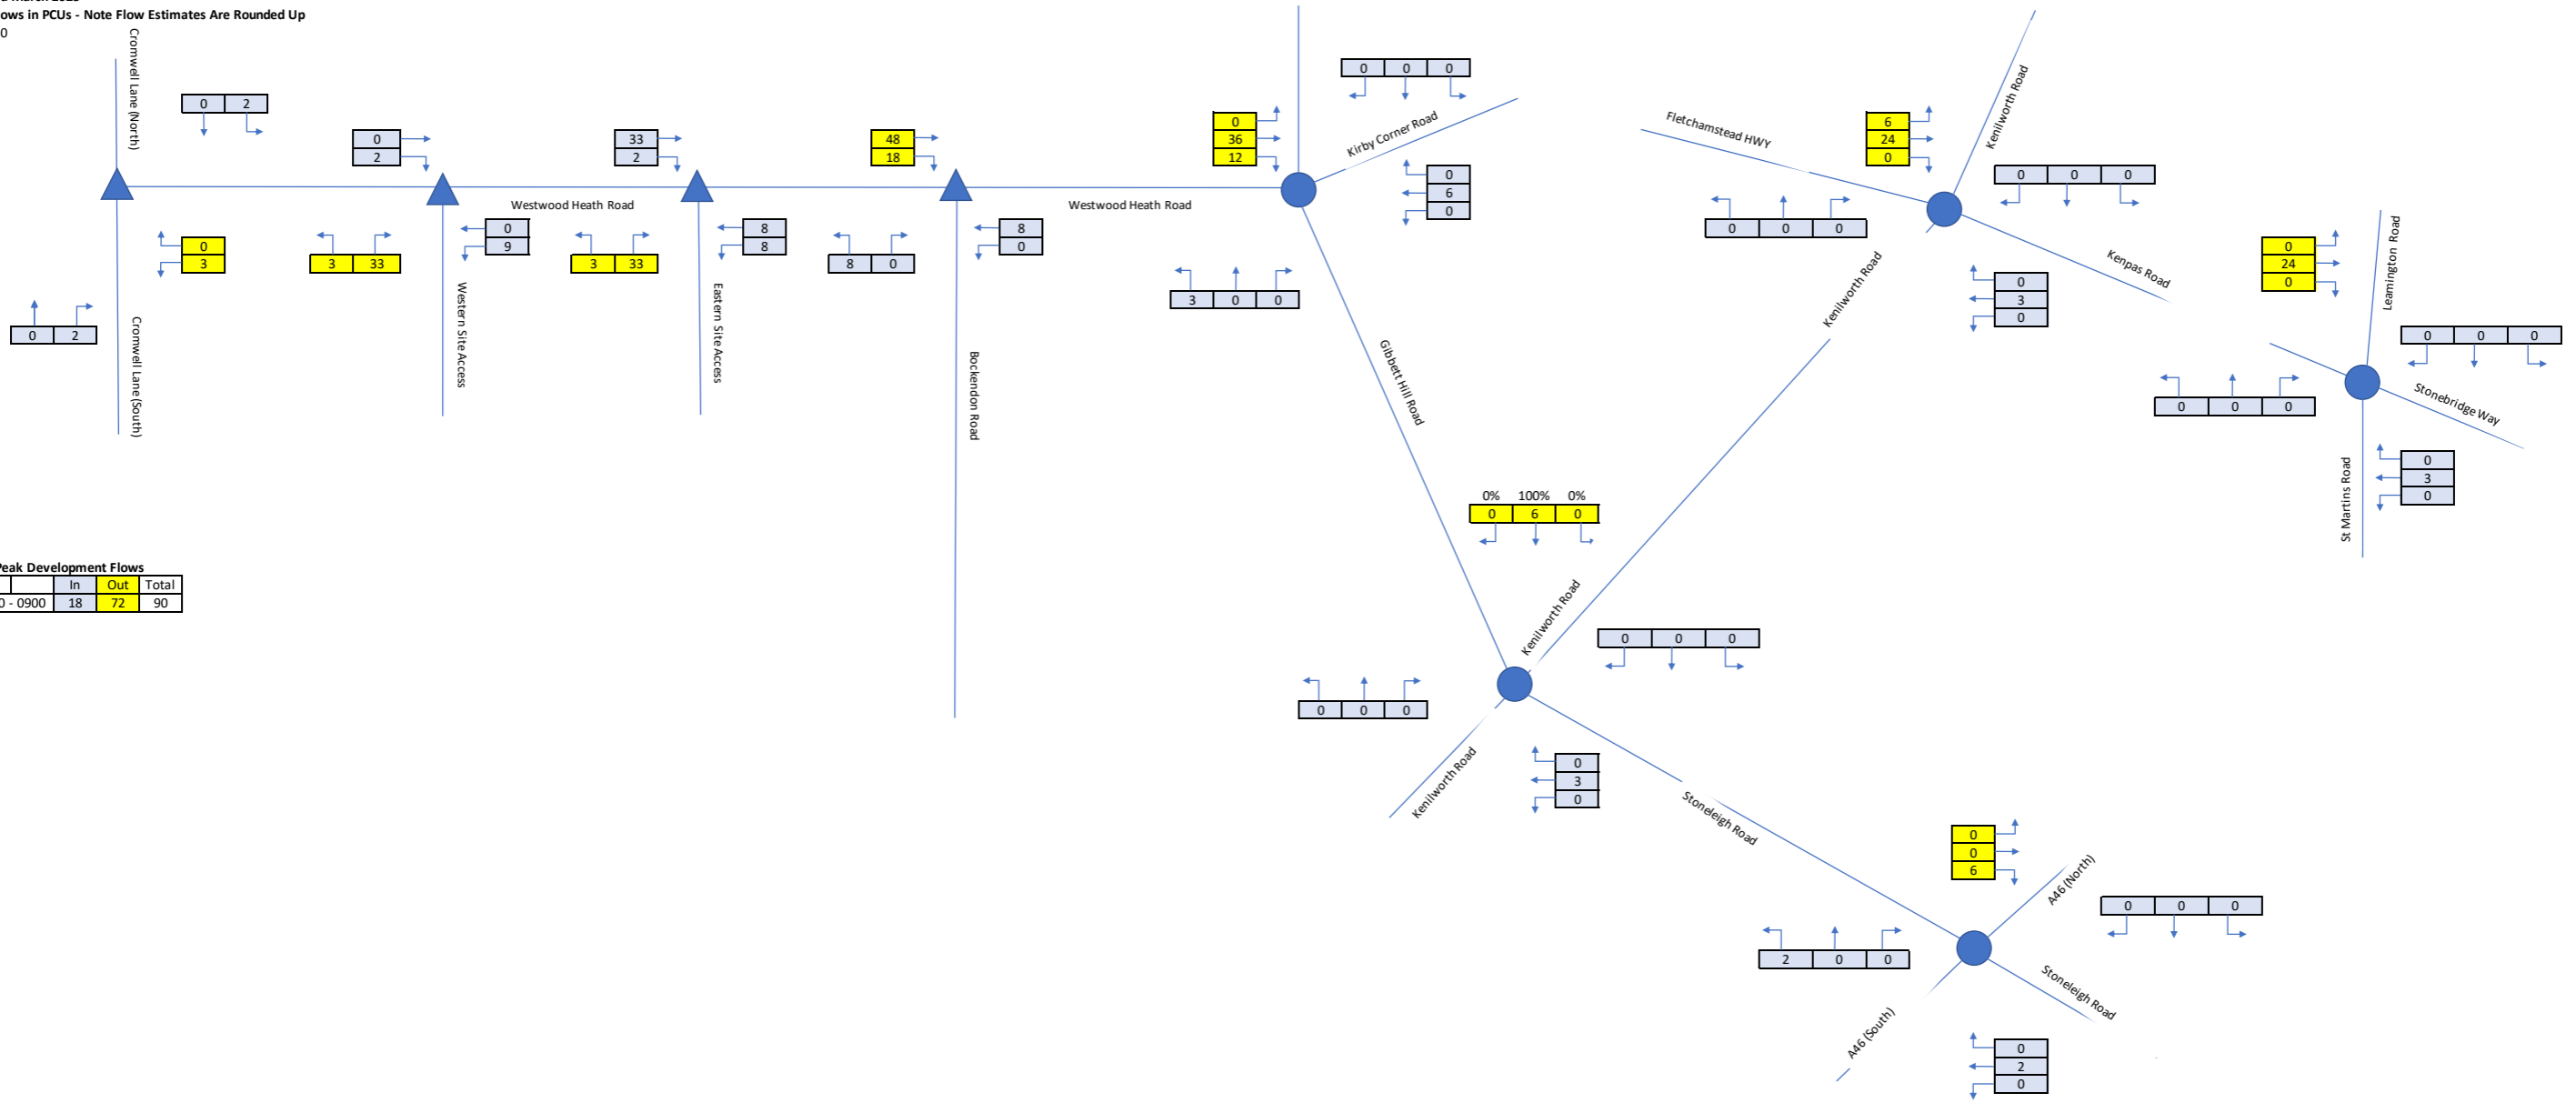 ows in PCUs - Note Flow Estimates Are Rounded Up
0
Cromwell Lane (North)
0 2
0
2
33
2
48
18
0
36
12
0 0 0
Kirby Corner Road
0
6
0
Fletchamstead HWY
6
24
0
Kenilworth Road
0 0 0
0 0 0
Kenpas Road
0
3
0
Kenilworth Road
Westwood Heath Road
Westwood Heath Road
0
3
3 33
0
9
3 33
8
8
8 0
8
0
3 0 0
0 2
Cromwell Lane (South)
Western Site Access
Eastern Site Access
Bockendon Road
Gibbett Hill Road
0
24
0
Leamington Road
0 0 0
0 0 0
Stonebridge Way
St Martins Road
0
3
0
0% 100% 0%
0 6 0
Kenilworth Road
0 0 0
0 0 0
Kenilworth Road
0
3
0
Stoneleigh Road
Peak Development Flows
In Out Total
0 - 0900 18 72 90
0
0
6
A46 (North)
0 0 0
2 0 0
Stoneleigh Road
A46 (South)
0
2
0